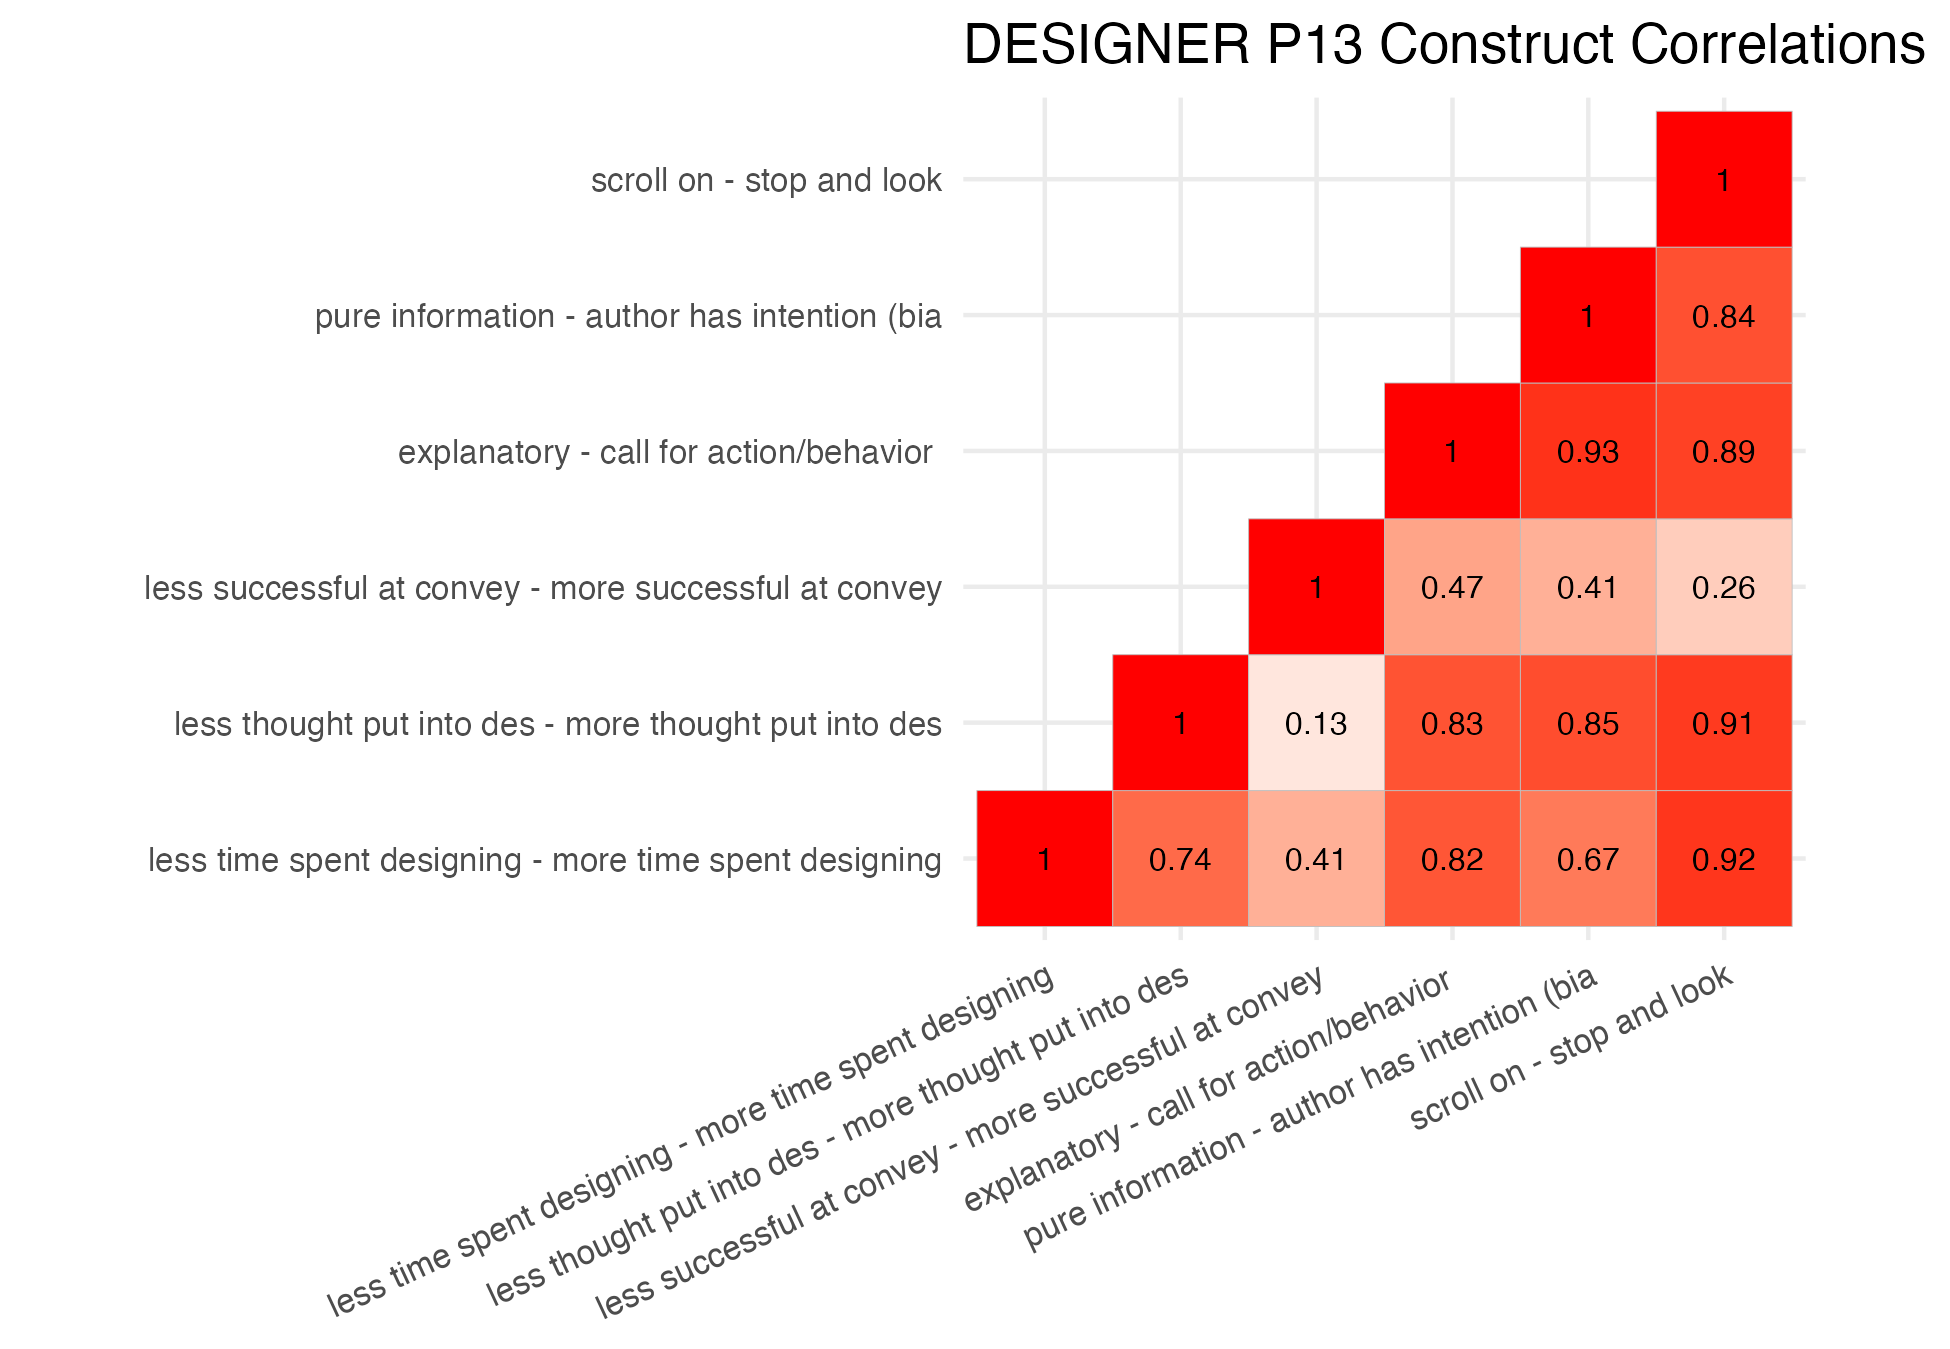 DESIGNER P13 Construct Correlations
scroll on - stop and look
1
pure information - author has intention (bia
1 0.84
explanatory - call for action/behavior
1 0.93 0.89
less successful at convey - more successful at convey
1 0.47 0.41 0.26
less thought put into des - more thought put into des
1 0.13 0.83 0.85 0.91
less time spent designing - more time spent designing
1 0.74 0.41 0.82 0.67 0.92
less time spent designing - more time spent designing
less thought put into des - more thought put into des
less successful at convey - more successful at convey
explanatory - call for action/behavior
pure information - author has intention (bia
scroll on - stop and look